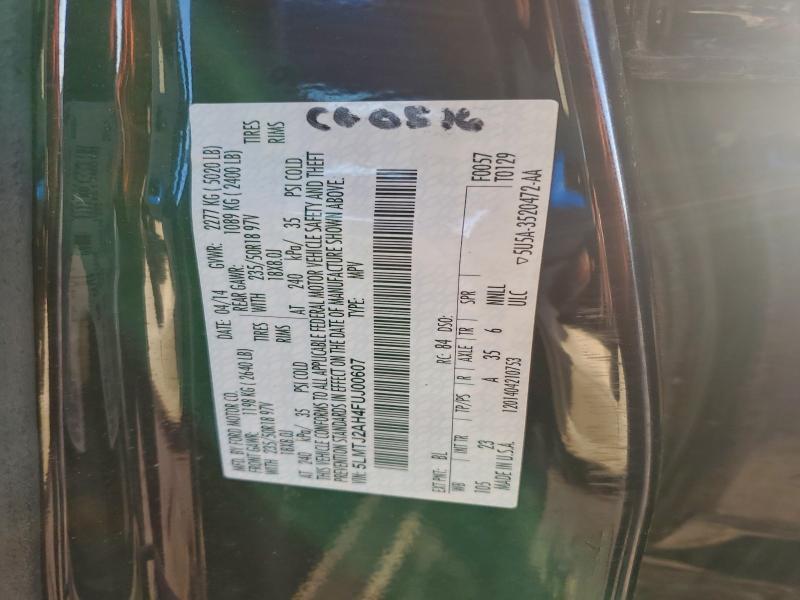 MFD. BY FORD MOTOR CO.
DATE: 04/14 GVWR: 2277 KG ( 5020 LB)
FRONT GAWR: 1198 KG (2640 LB) REAR GAWR: 1089 KG ( 2400 LB)
WITH 235/50R18 97V TIRES WITH 235/50R18 97V TIRES
18X8.0J RIMS 18X8.0J RIMS
AT 240 kPa/ 35 PSI COLD AT 240 kPa/ 35 PSI COLD
THIS VEHICLE CONFORMS TO ALL APPLICABLE FEDERAL MOTOR VEHICLE SAFETY AND THEFT
PREVENTION STANDARDS IN EFFECT ON THE DATE OF MANUFACTURE SHOWN ABOVE.
VIN: 5LMTJ2AH4FUJ00607 TYPE: MPV
EXT PNT: BL RC: 84 DSO: F0057
T0129
WB INT TR TP/PS R AXLE TR SPR
105 23 A 35 6 NNLL
ULC
MADE IN U.S.A. 1201404210753
▽5U5A-3520472-AA